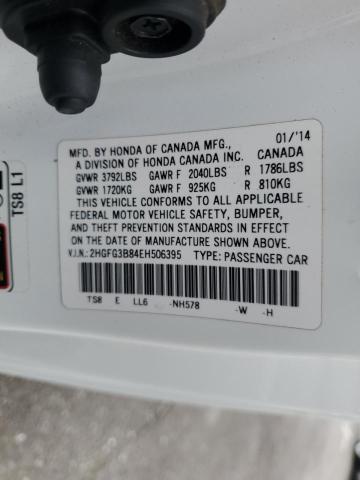 MFD. BY HONDA OF CANADA MFG., 01/'14
A DIVISION OF HONDA CANADA INC. CANADA
GVWR 3792LBS GAWR F 2040LBS R 1786LBS
GVWR 1720KG GAWR F 925KG R 810KG
THIS VEHICLE CONFORMS TO ALL APPLICABLE
FEDERAL MOTOR VEHICLE SAFETY, BUMPER,
AND THEFT PREVENTION STANDARDS IN EFFECT
ON THE DATE OF MANUFACTURE SHOWN ABOVE.
V.I.N.: 2HGFG3B84EH506395 TYPE: PASSENGER CAR
TS8 E LL6 -NH578 -W -H
TS8 L1